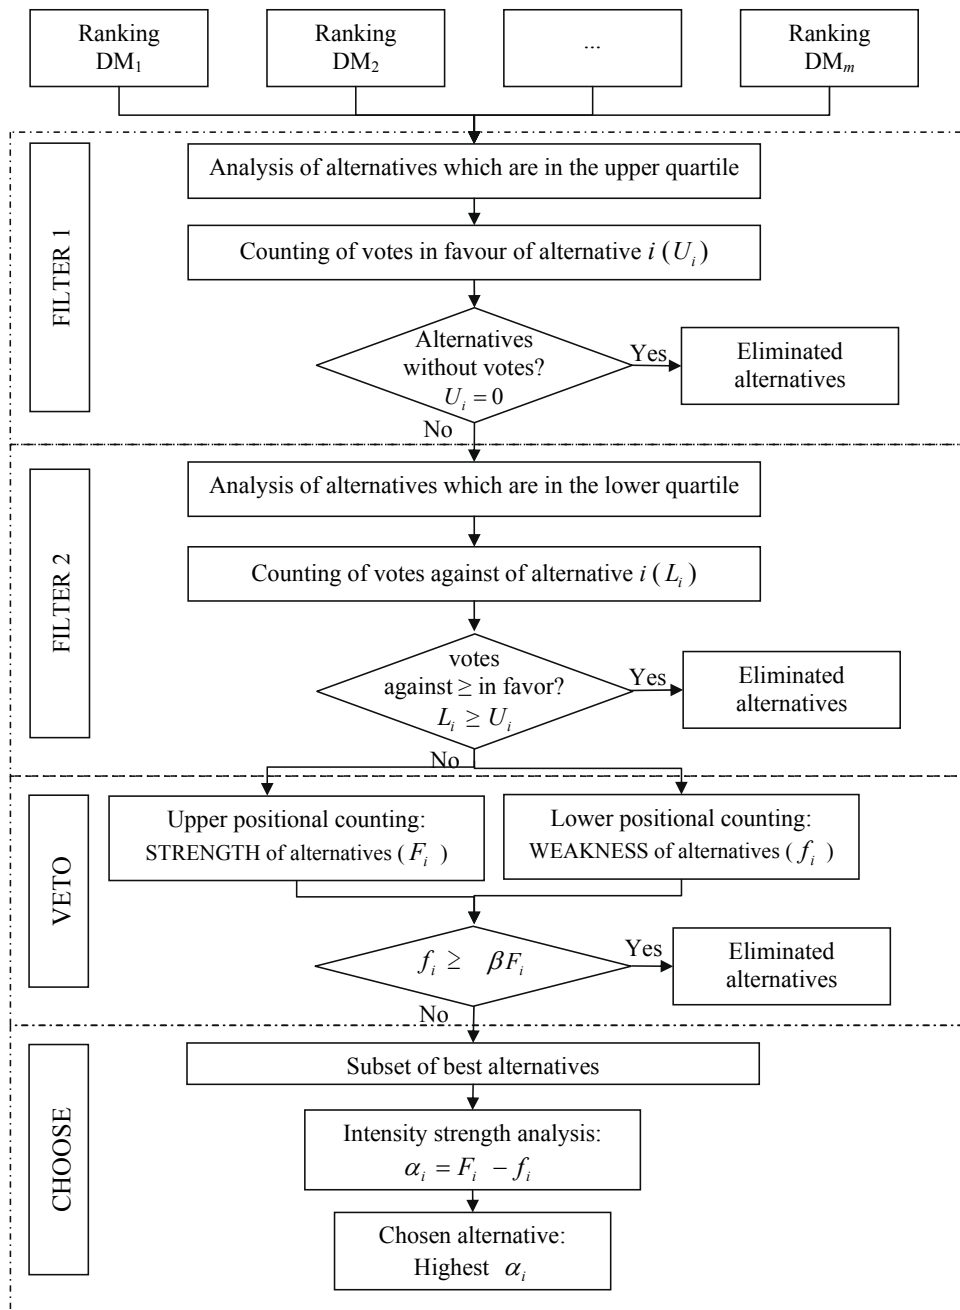 Ranking
DM₁
Ranking
DM₂
...
Ranking
DMₘ
FILTER 1
Analysis of alternatives which are in the upper quartile
Counting of votes in favour of alternative i (Uᵢ)
Alternatives
without votes?
Uᵢ = 0
Yes
Eliminated
alternatives
No
FILTER 2
Analysis of alternatives which are in the lower quartile
Counting of votes against of alternative i (Lᵢ)
votes
against ≥ in favor?
Lᵢ ≥ Uᵢ
Yes
Eliminated
alternatives
No
VETO
Upper positional counting:
STRENGTH of alternatives (Fᵢ )
Lower positional counting:
WEAKNESS of alternatives (fᵢ )
fᵢ ≥ βFᵢ
Yes
Eliminated
alternatives
No
CHOOSE
Subset of best alternatives
Intensity strength analysis:
αᵢ = Fᵢ − fᵢ
Chosen alternative:
Highest αᵢ